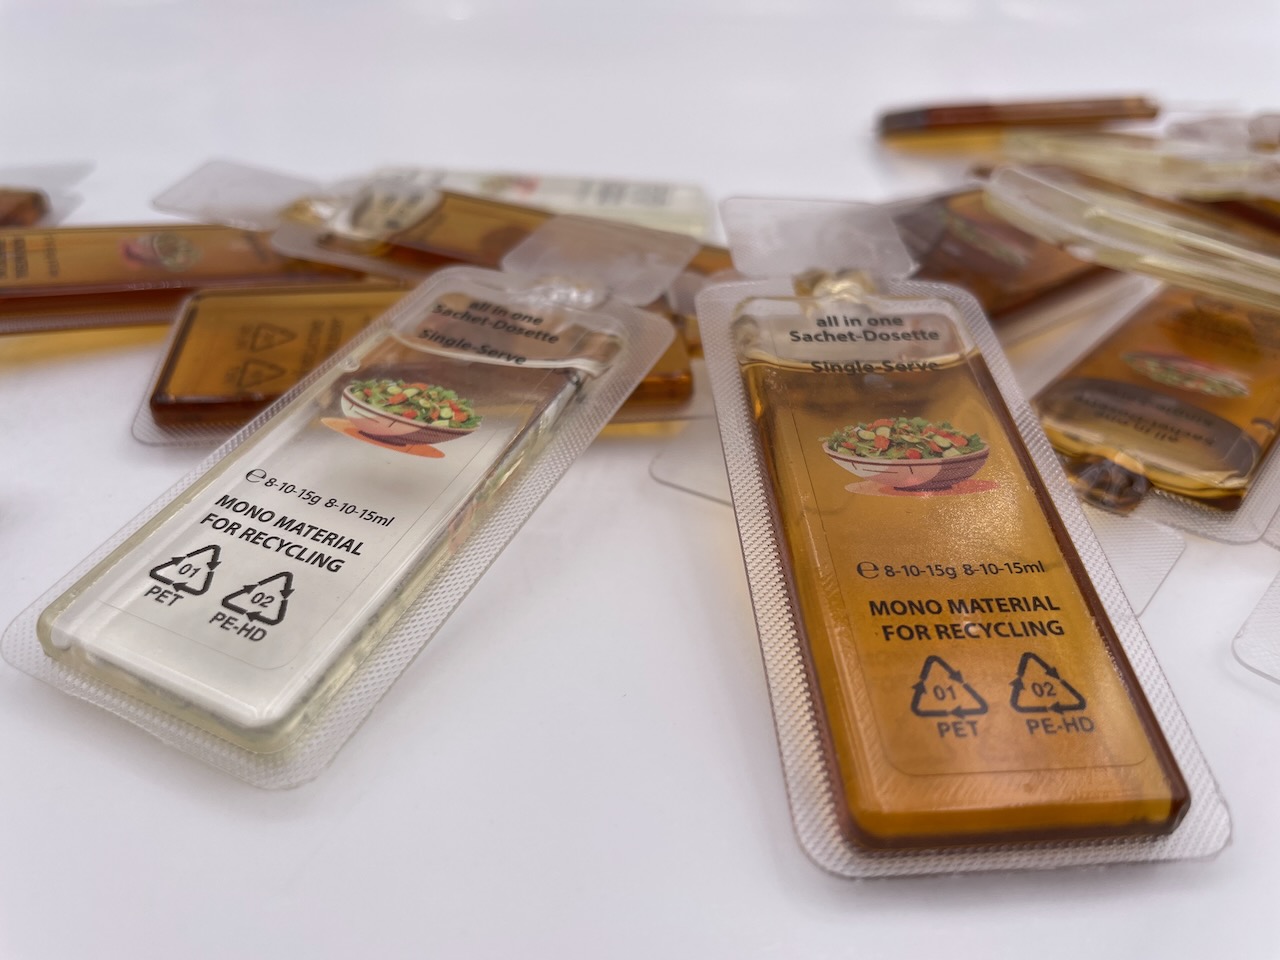 all in one
Sachet-Dosette
Single-Serve
℮ 8-10-15g 8-10-15ml
MONO MATERIAL
FOR RECYCLING
01
PET
02
PE-HD
all in one
Sachet-Dosette
Single-Serve
℮ 8-10-15g 8-10-15ml
MONO MATERIAL
FOR RECYCLING
01
PET
02
PE-HD